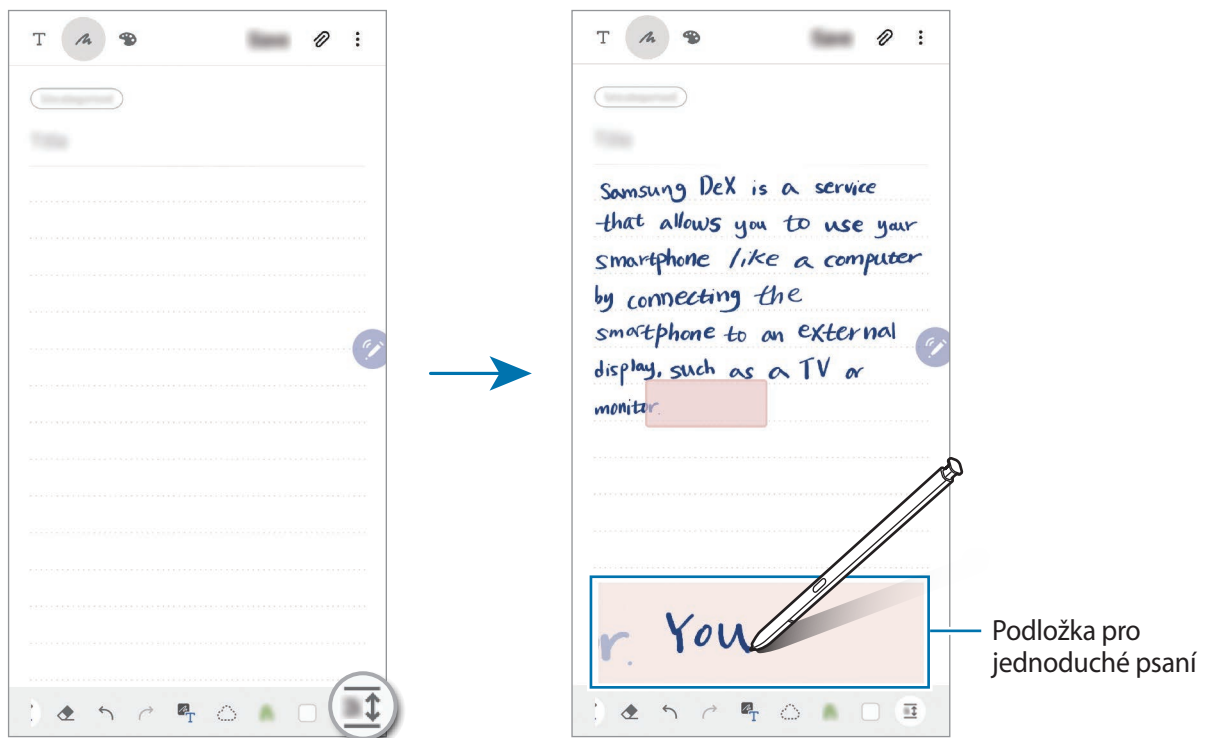 T
T
Samsung DeX is a service
that allows you to use your
smartphone like a computer
by connecting the
smartphone to an external
display, such as a TV or
monitor.
r. You
Podložka pro
jednoduché psaní
T
T